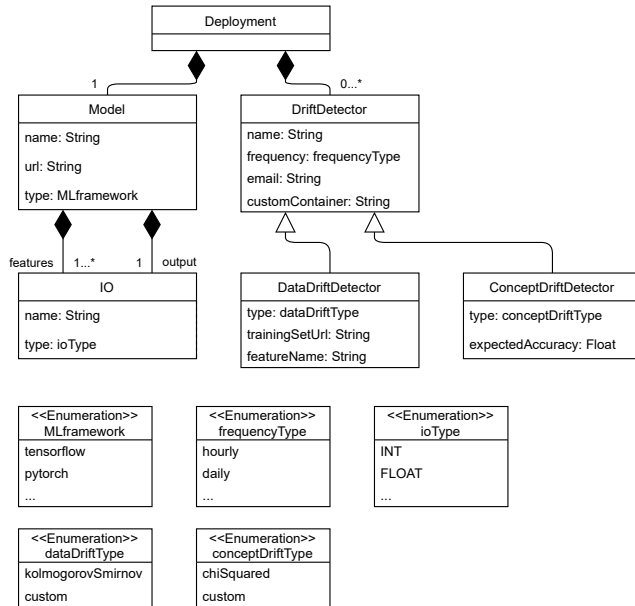 Deployment
1
0...*
Model
name: String
url: String
type: MLframework
DriftDetector
name: String
frequency: frequencyType
email: String
customContainer: String
features
1...*
1
output
IO
name: String
type: ioType
DataDriftDetector
type: dataDriftType
trainingSetUrl: String
featureName: String
ConceptDriftDetector
type: conceptDriftType
expectedAccuracy: Float
<<Enumeration>>
MLframework
tensorflow
pytorch
...
<<Enumeration>>
frequencyType
hourly
daily
...
<<Enumeration>>
ioType
INT
FLOAT
...
<<Enumeration>>
dataDriftType
kolmogorovSmirnov
custom
<<Enumeration>>
conceptDriftType
chiSquared
custom